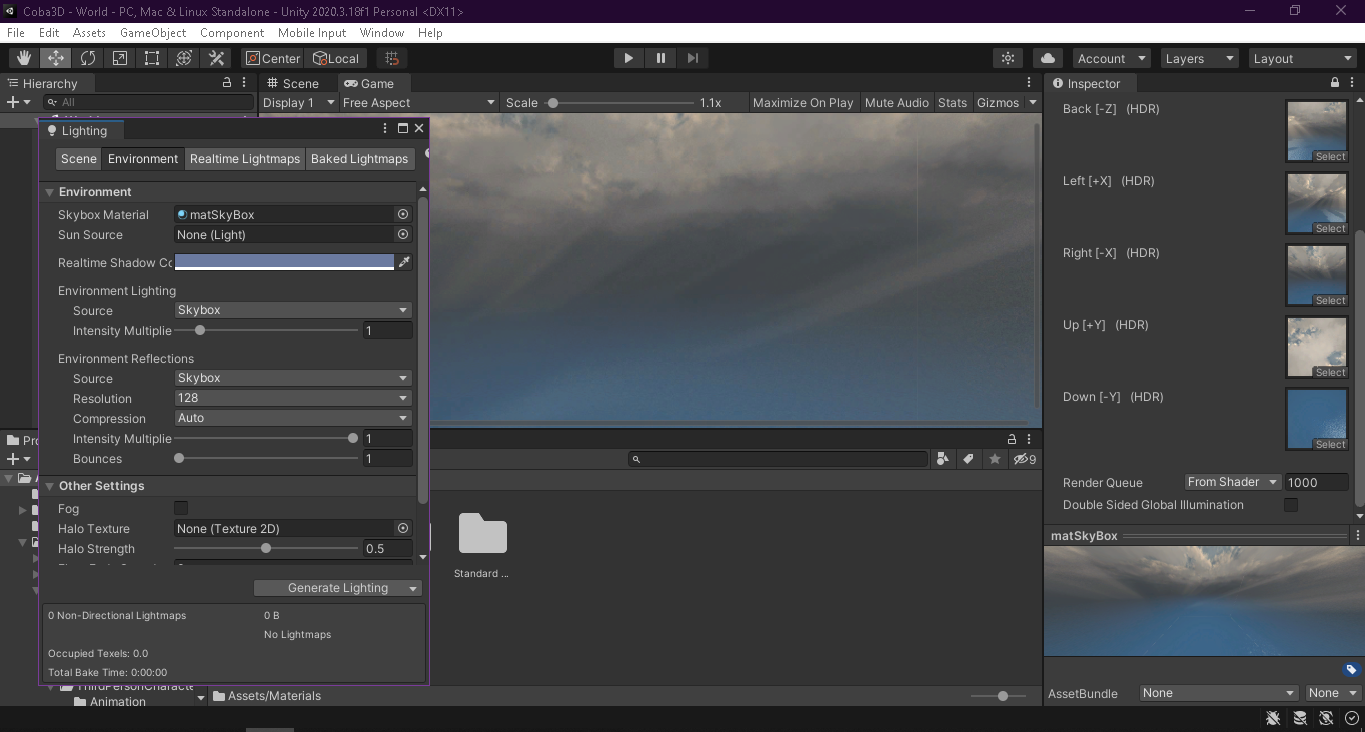 Coba3D - World - PC, Mac & Linux Standalone - Unity 2020.3.18f1 Personal <DX11>
File Edit Assets GameObject Component Mobile Input Window Help
Center Local Account Layers Layout
Hierarchy
All
Scene Game
Display 1 Free Aspect Scale 1.1x Maximize On Play Mute Audio Stats Gizmos
Lighting
Scene Environment Realtime Lightmaps Baked Lightmaps
Environment
Skybox Material matSkyBox
Sun Source None (Light)
Realtime Shadow Co
Environment Lighting
Source Skybox
Intensity Multiplie 1
Environment Reflections
Source Skybox
Resolution 128
Compression Auto
Intensity Multiplie 1
Bounces 1
Other Settings
Fog
Halo Texture None (Texture 2D)
Halo Strength 0.5
Generate Lighting
0 Non-Directional Lightmaps 0 B
No Lightmaps
Occupied Texels: 0.0
Total Bake Time: 0:00:00
Pro
9
Standard ...
ThirdPersonCharacte
Animation
Assets/Materials
Inspector
Back [-Z] (HDR)
Select
Left [+X] (HDR)
Select
Right [-X] (HDR)
Select
Up [+Y] (HDR)
Select
Down [-Y] (HDR)
Select
Render Queue From Shader 1000
Double Sided Global Illumination
matSkyBox
AssetBundle None None